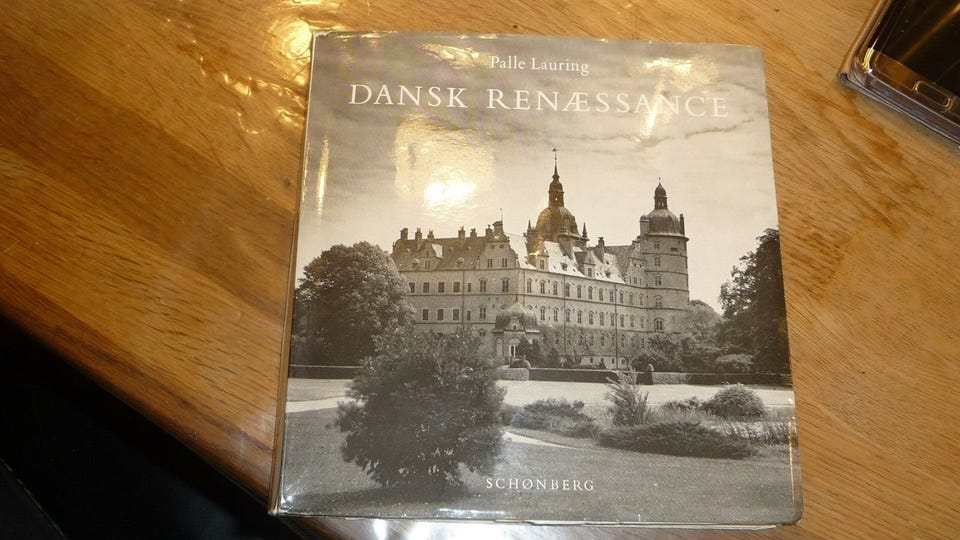 Palle Lauring
DANSK RENÆSSANCE
SCHØNBERG